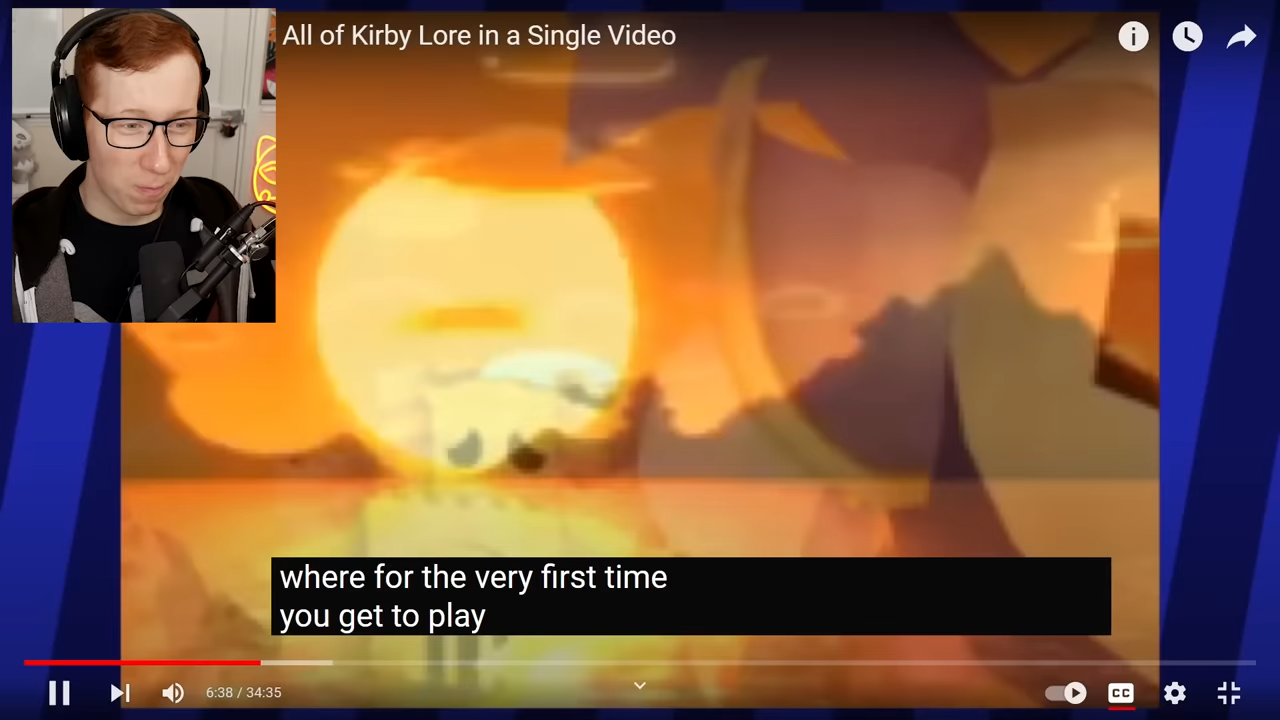 All of Kirby Lore in a Single Video
where for the very first time
you get to play
6:38 / 34:35
CC